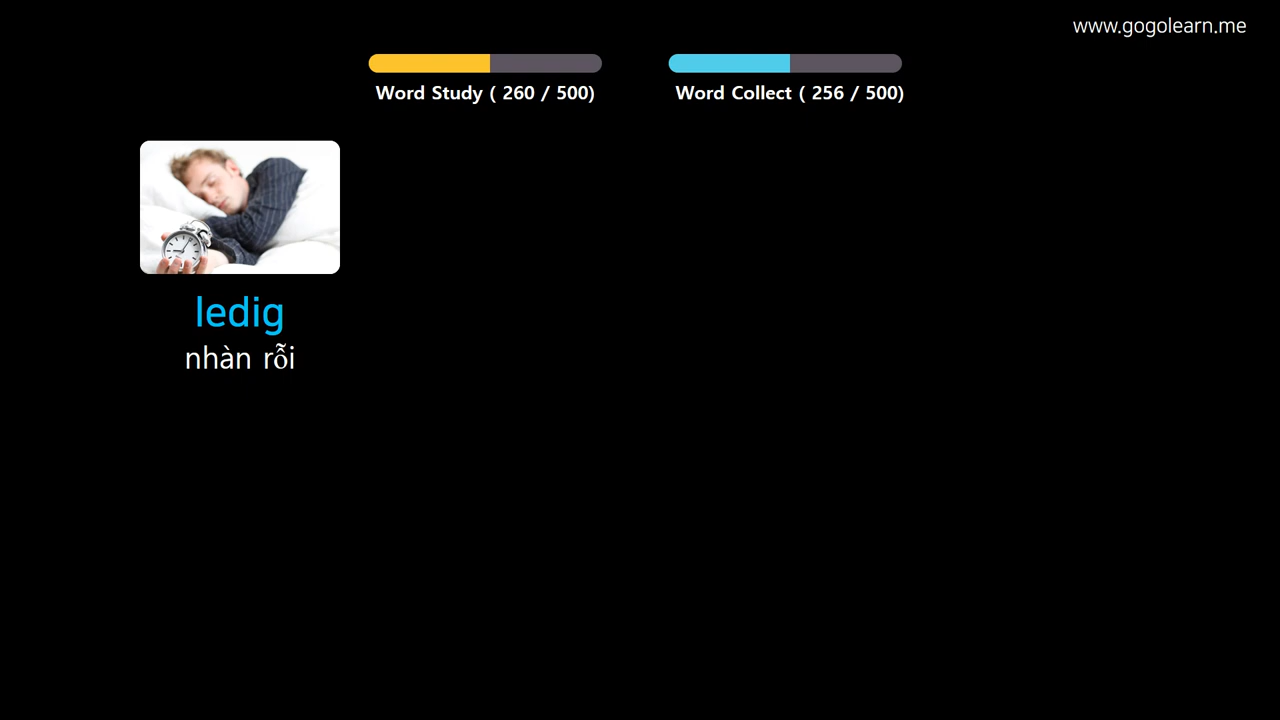 www.gogolearn.me
Word Study ( 260 / 500)
Word Collect ( 256 / 500)
ledig
nhàn rỗi